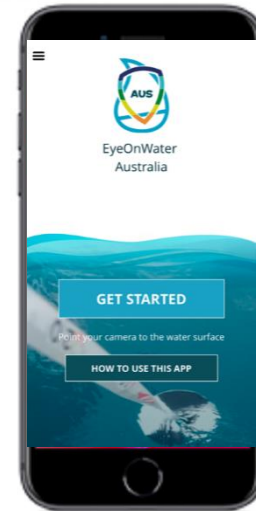 AUS
EyeOnWater
Australia
GET STARTED
Point your camera to the water surface
HOW TO USE THIS APP